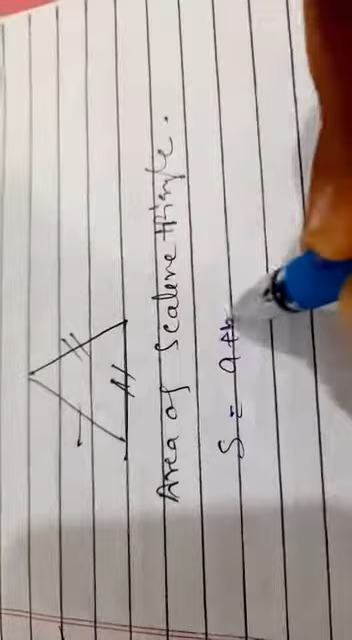 Area of Scalene triangle.
S = a+b